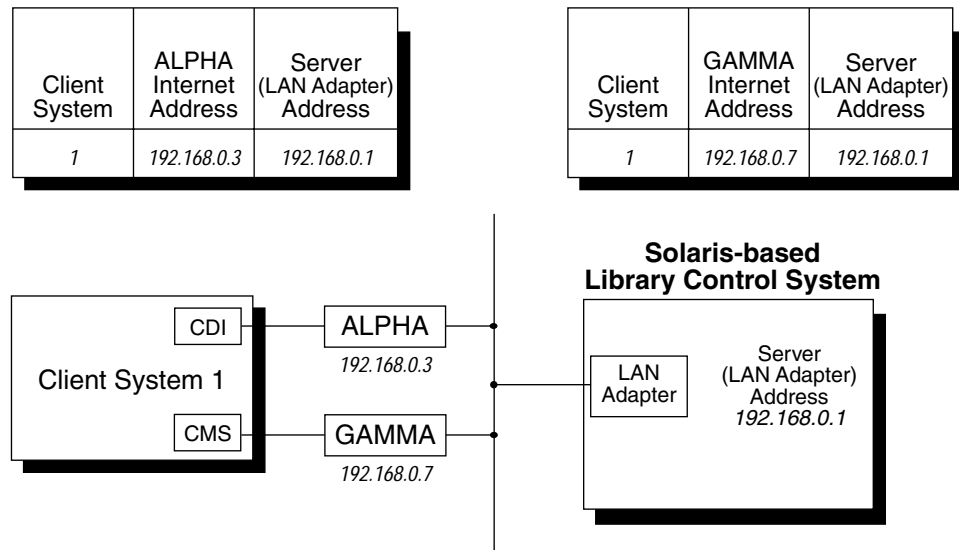 Client
System
ALPHA
Internet
Address
Server
(LAN Adapter)
Address
1
192.168.0.3
192.168.0.1
Client
System
GAMMA
Internet
Address
Server
(LAN Adapter)
Address
1
192.168.0.7
192.168.0.1
Solaris-based
Library Control System
Client System 1
CDI
ALPHA
192.168.0.3
CMS
GAMMA
192.168.0.7
LAN
Adapter
Server
(LAN Adapter)
Address
192.168.0.1